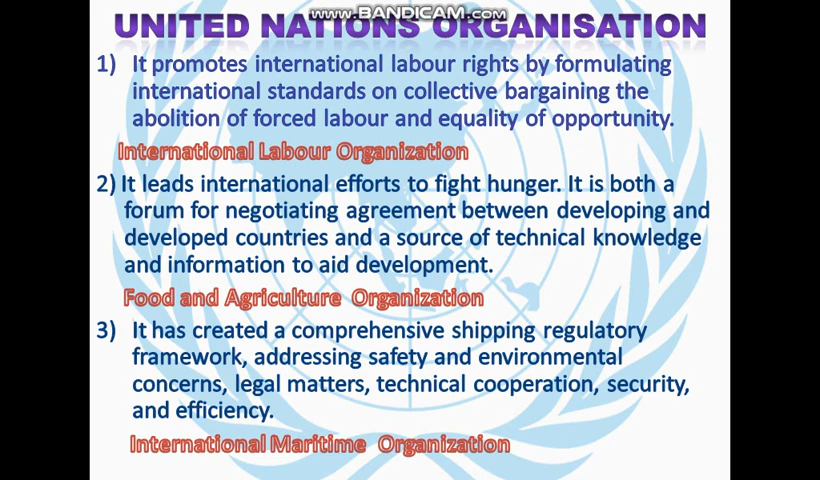 www.BANDICAM.com
UNITED NATIONS ORGANISATION
1) It promotes international labour rights by formulating
international standards on collective bargaining the
abolition of forced labour and equality of opportunity.
International Labour Organization
2) It leads international efforts to fight hunger. It is both a
forum for negotiating agreement between developing and
developed countries and a source of technical knowledge
and information to aid development.
Food and Agriculture Organization
3) It has created a comprehensive shipping regulatory
framework, addressing safety and environmental
concerns, legal matters, technical cooperation, security,
and efficiency.
International Maritime Organization